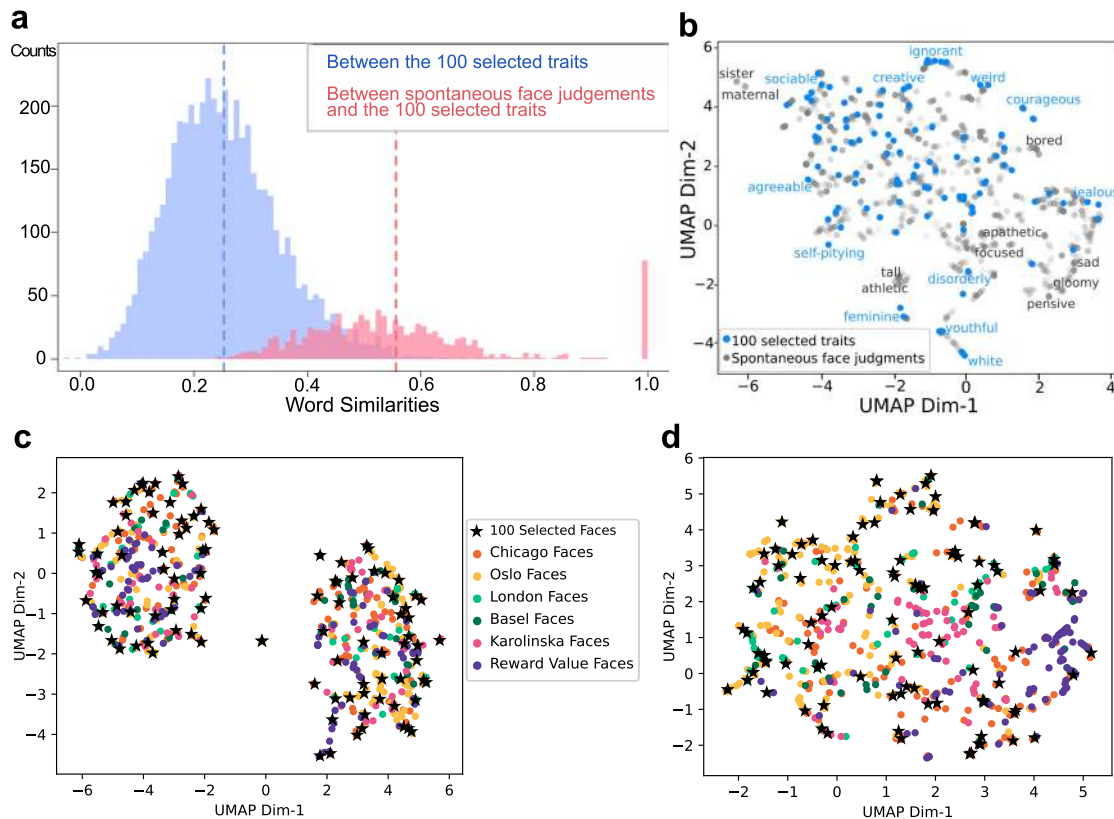 a
Counts
200
150
100
50
0
Between the 100 selected traits
Between spontaneous face judgements
and the 100 selected traits
0.0 0.2 0.4 0.6 0.8 1.0
Word Similarities
b
UMAP Dim-2
6
4
2
0
−2
−4
ignorant
sister
sociable
creative
weird
maternal
courageous
bored
agreeable
jealous
apathetic
self-pitying
focused
sad
tall
disorderly
gloomy
athletic
pensive
feminine
youthful
100 selected traits
Spontaneous face judgments
white
−6 −4 −2 0 2 4
UMAP Dim-1
c
UMAP Dim-2
2
1
0
−1
−2
−3
−4
−6 −4 −2 0 2 4 6
UMAP Dim-1
100 Selected Faces
Chicago Faces
Oslo Faces
London Faces
Basel Faces
Karolinska Faces
Reward Value Faces
d
UMAP Dim-2
6
5
4
3
2
1
0
−1
−2
−2 −1 0 1 2 3 4 5
UMAP Dim-1